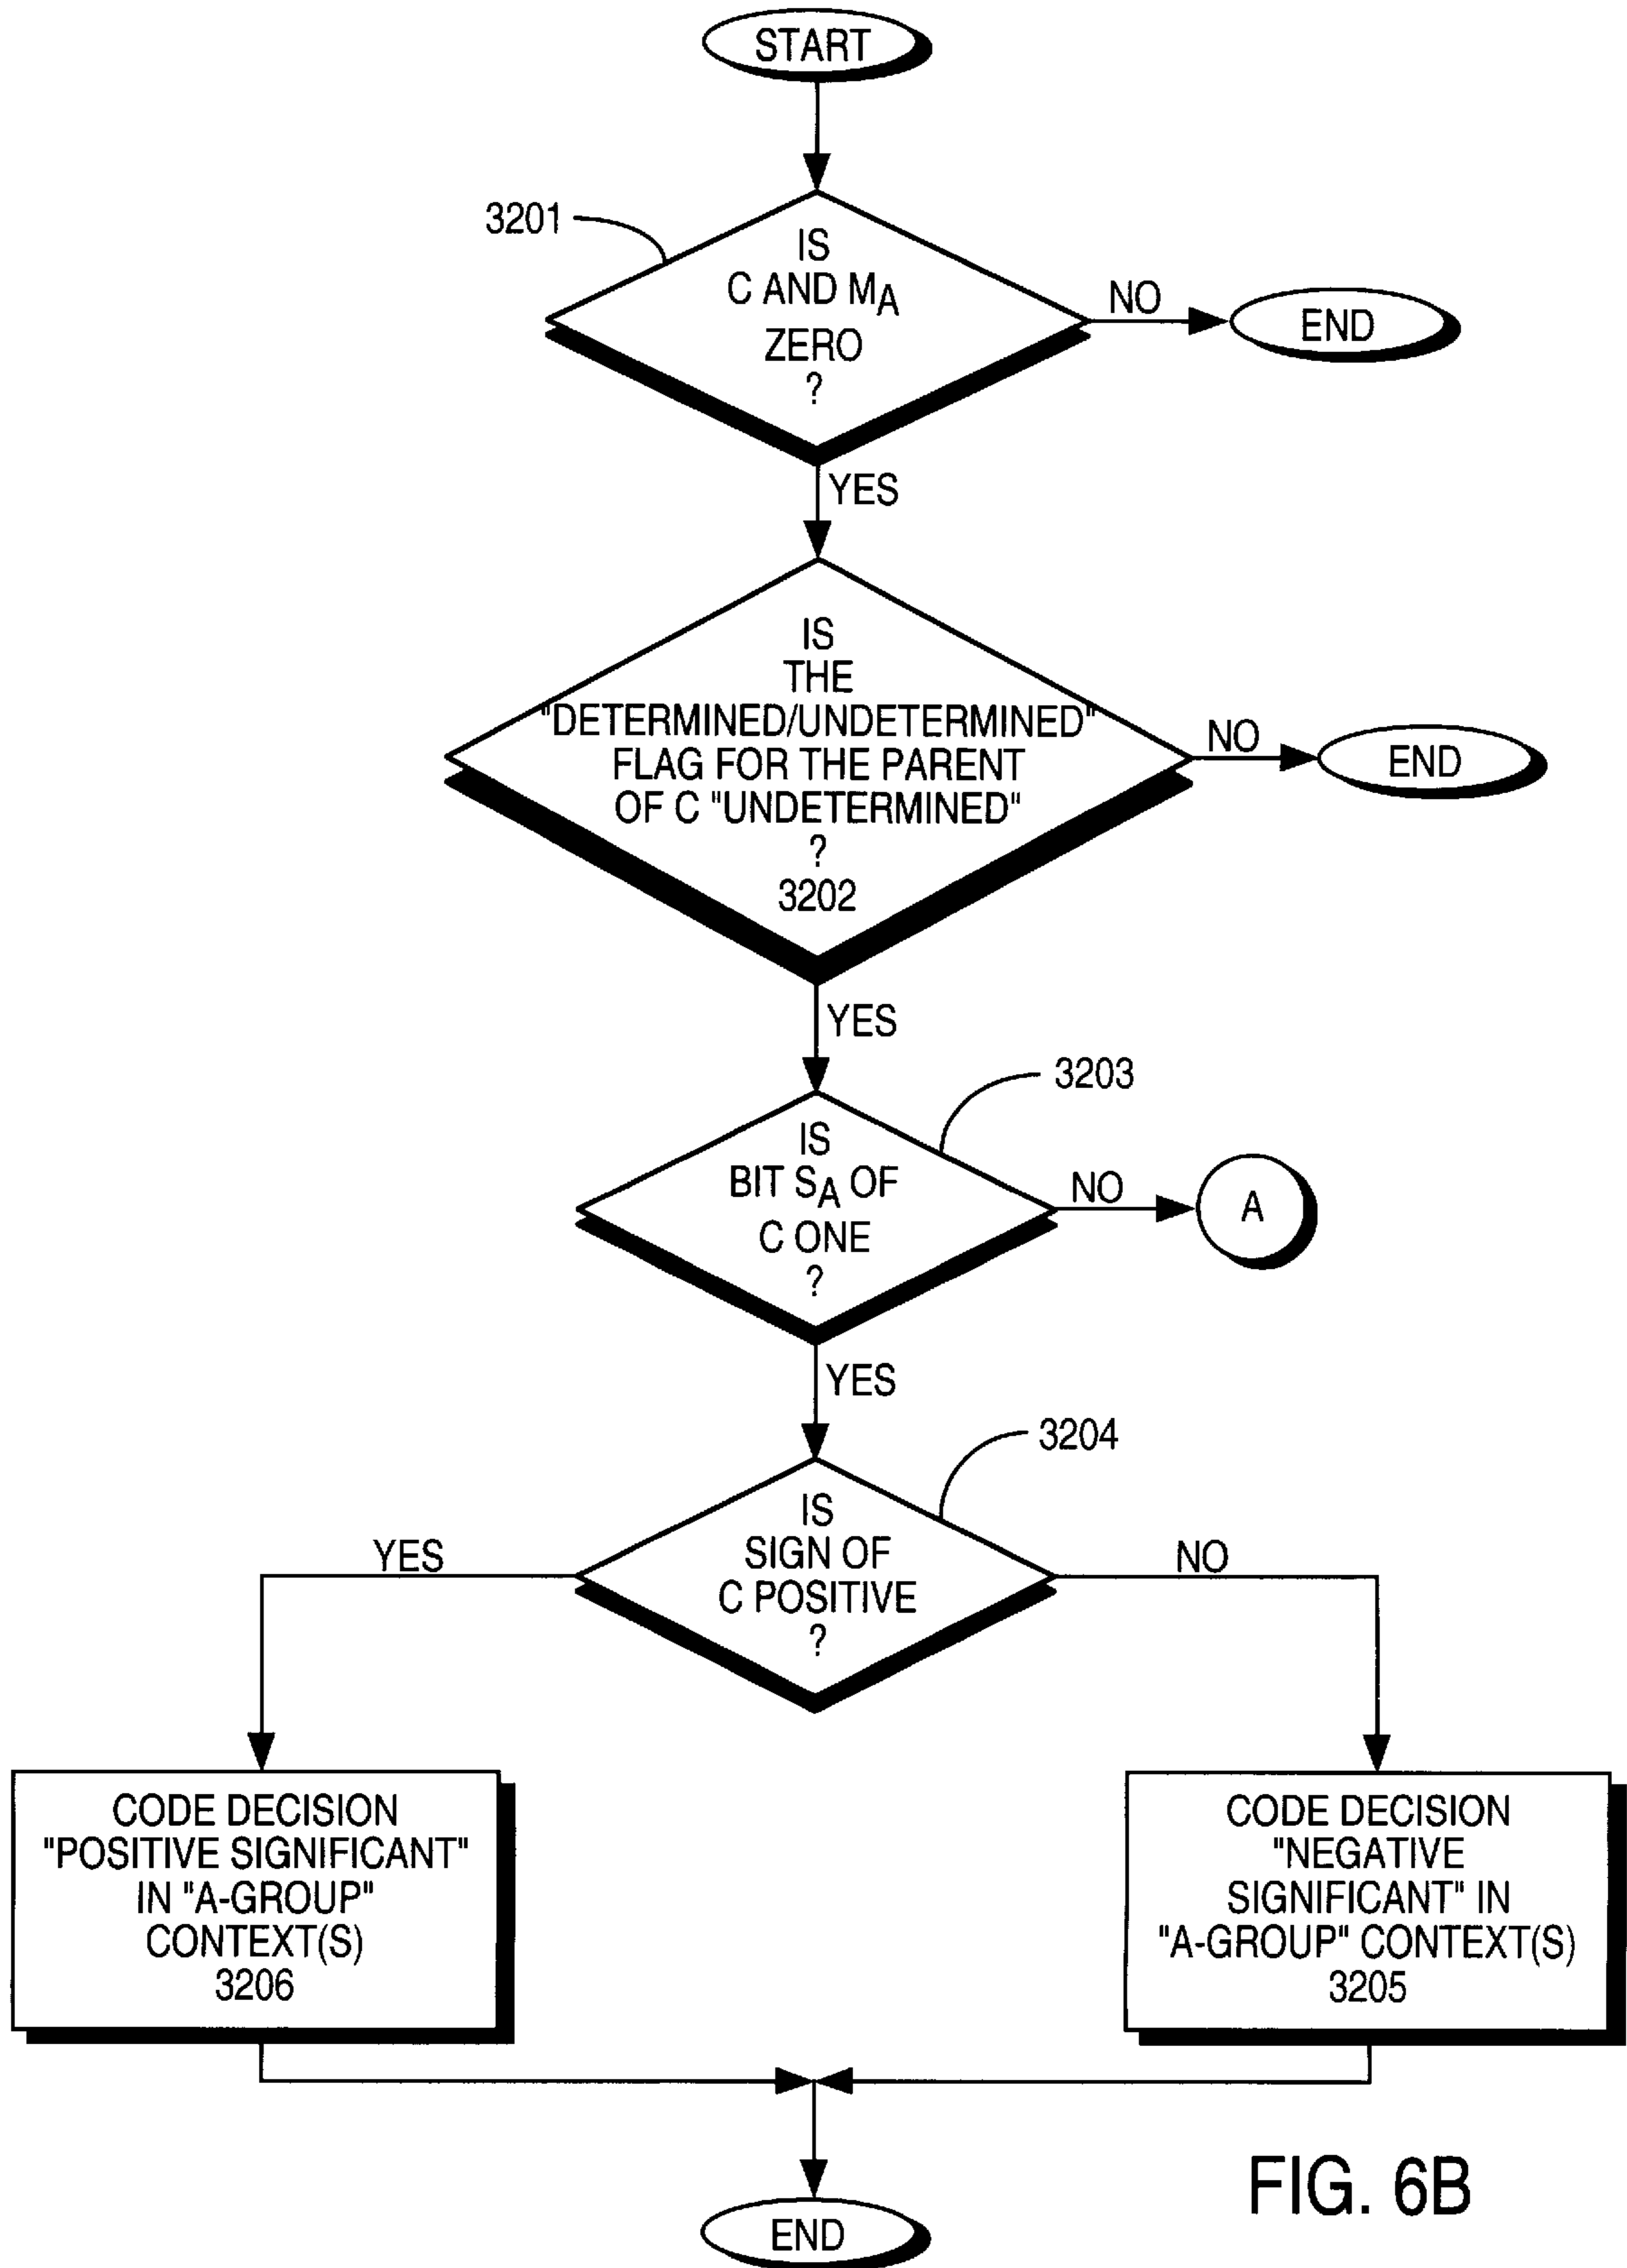 START
3201
IS
C AND MA
ZERO
?
NO
END
YES
IS
THE
"DETERMINED/UNDETERMINED"
FLAG FOR THE PARENT
OF C "UNDETERMINED"
?
3202
NO
END
YES
3203
IS
BIT SA OF
C ONE
?
NO
A
YES
3204
IS
SIGN OF
C POSITIVE
?
YES
NO
CODE DECISION
"POSITIVE SIGNIFICANT"
IN "A-GROUP"
CONTEXT(S)
3206
CODE DECISION
"NEGATIVE
SIGNIFICANT" IN
"A-GROUP" CONTEXT(S)
3205
END
FIG. 6B